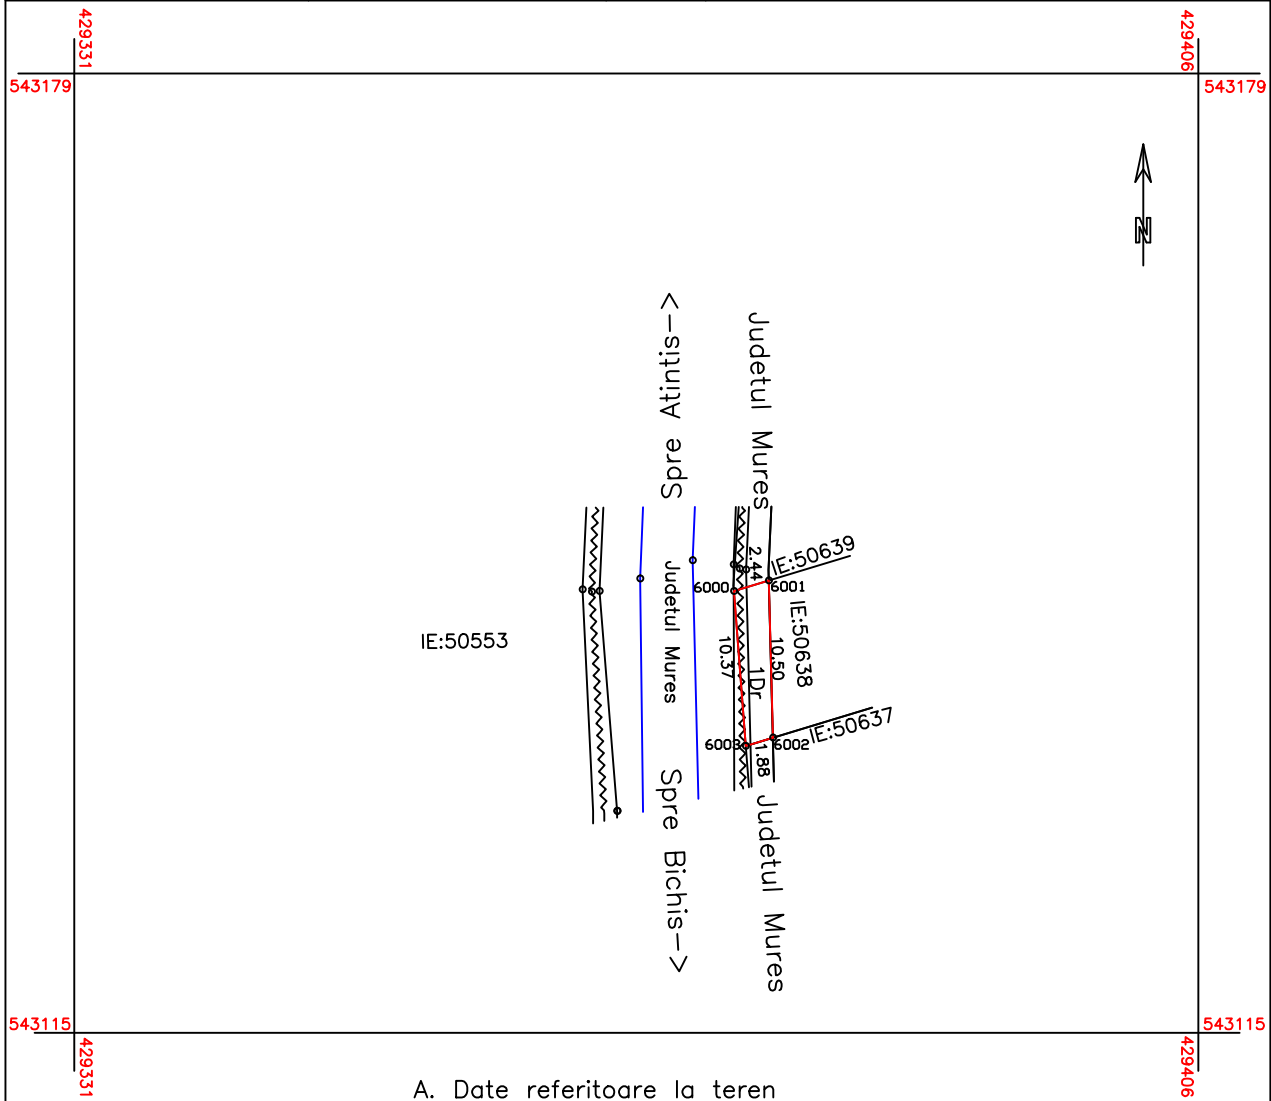 429331
429406
543179
543179
N
<-Spre Atintis
Judetul Mures
2.44
IE:50639
6000
6001
Judetul Mures
IE:50638
IE:50553
10.37
10.50
1Dr
IE:50637
6003
6002
1.88
Spre Bichis->
Judetul Mures
543115
543115
429331
429406
A. Date referitoare la teren